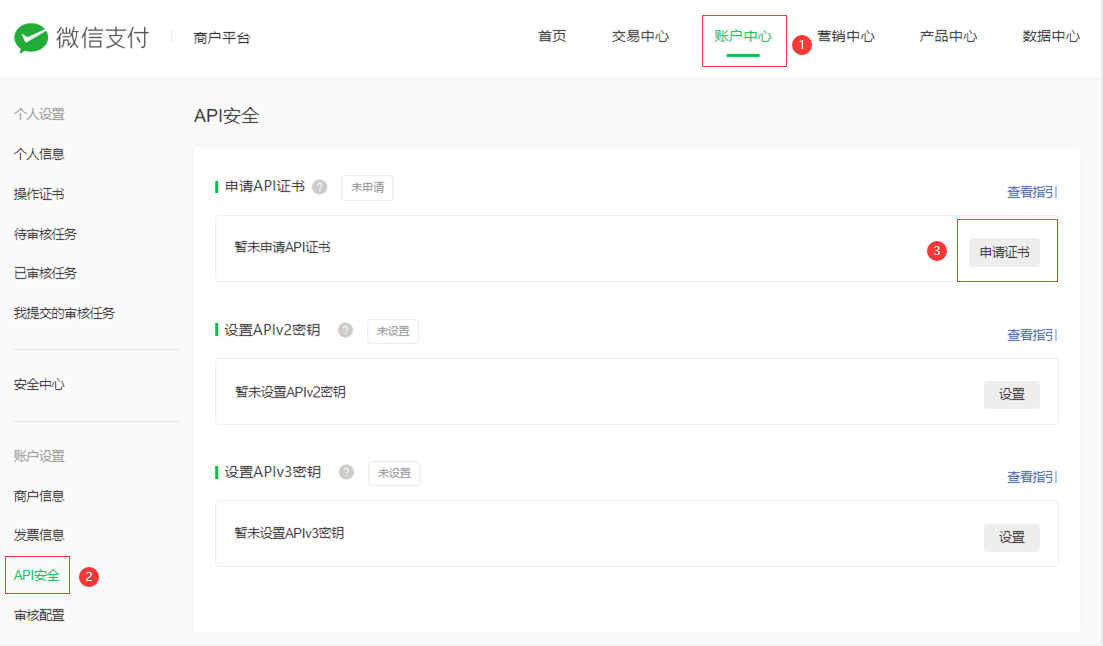 微信支付 商户平台 首页 交易中心 账户中心 1 营销中心 产品中心 数据中心
个人设置
个人信息
操作证书
待审核任务
已审核任务
我提交的审核任务
安全中心
账户设置
商户信息
发票信息
API安全 2
审核配置
API安全
申请API证书 ? 未申请 查看指引
暂未申请API证书 3 申请证书
设置APIv2密钥 ? 未设置 查看指引
暂未设置APIv2密钥 设置
设置APIv3密钥 ? 未设置 查看指引
暂未设置APIv3密钥 设置